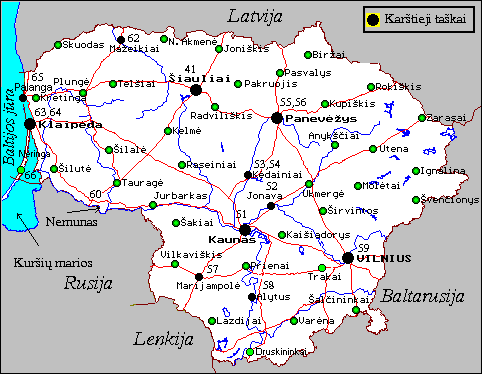 Latvija
Karštieji taškai
62
Skuodas
Mažeikiai
N.Akmenė
Joniškis
Biržai
65
Palanga
Plungė
Telšiai
41
Šiauliai
Pakruojis
Pasvalys
Rokiškis
Kretinga
Radviliškis
55,56
Kupiškis
63,64
Klaipėda
Kelmė
Panevėžys
Zarasai
Baltijos jūra
Šilalė
Anykščiai
Utena
Neringa
66
Šilutė
Raseiniai
53,54
Kėdainiai
Ignalina
Tauragė
52
Ukmergė
Molėtai
60
Jurbarkas
Jonava
Švenčionys
Nemunas
Šakiai
51
Širvintos
Kaunas
Kaišiadorys
59
VILNIUS
Kuršių marios
Vilkaviškis
57
Prienai
Trakai
Rusija
Marijampolė
58
Alytus
Šalčininkai
Baltarusija
Lazdijai
Varėna
Lenkija
Druskininkai